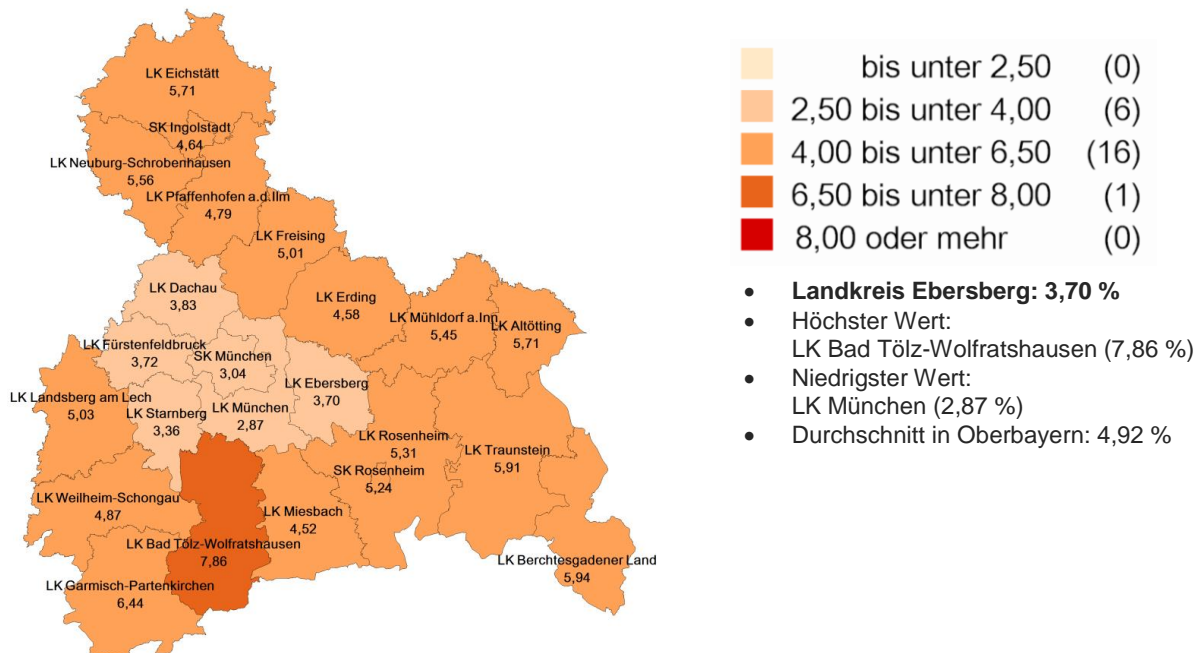 LK Eichstätt
5,71
SK Ingolstadt
4,64
LK Neuburg-Schrobenhausen
5,56
LK Pfaffenhofen a.d.Ilm
4,79
LK Freising
5,01
LK Dachau
3,83
LK Erding
4,58
LK Mühldorf a.Inn
5,45
LK Altötting
5,71
LK Fürstenfeldbruck
3,72
SK München
3,04
LK Ebersberg
3,70
LK Landsberg am Lech
5,03
LK Starnberg
3,36
LK München
2,87
LK Rosenheim
5,31
SK Rosenheim
5,24
LK Traunstein
5,91
LK Weilheim-Schongau
4,87
LK Miesbach
4,52
LK Bad Tölz-Wolfratshausen
7,86
LK Berchtesgadener Land
5,94
LK Garmisch-Partenkirchen
6,44
bis unter 2,50 (0)
2,50 bis unter 4,00 (6)
4,00 bis unter 6,50 (16)
6,50 bis unter 8,00 (1)
8,00 oder mehr (0)
• Landkreis Ebersberg: 3,70 %
• Höchster Wert:
LK Bad Tölz-Wolfratshausen (7,86 %)
• Niedrigster Wert:
LK München (2,87 %)
• Durchschnitt in Oberbayern: 4,92 %